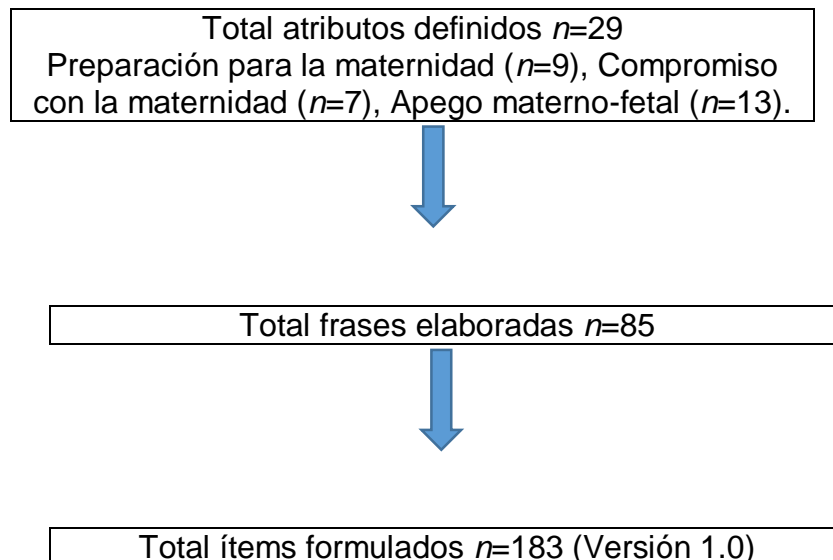 Total atributos definidos n=29
Preparación para la maternidad (n=9), Compromiso
con la maternidad (n=7), Apego materno-fetal (n=13).
Total frases elaboradas n=85
Total ítems formulados n=183 (Versión 1.0)